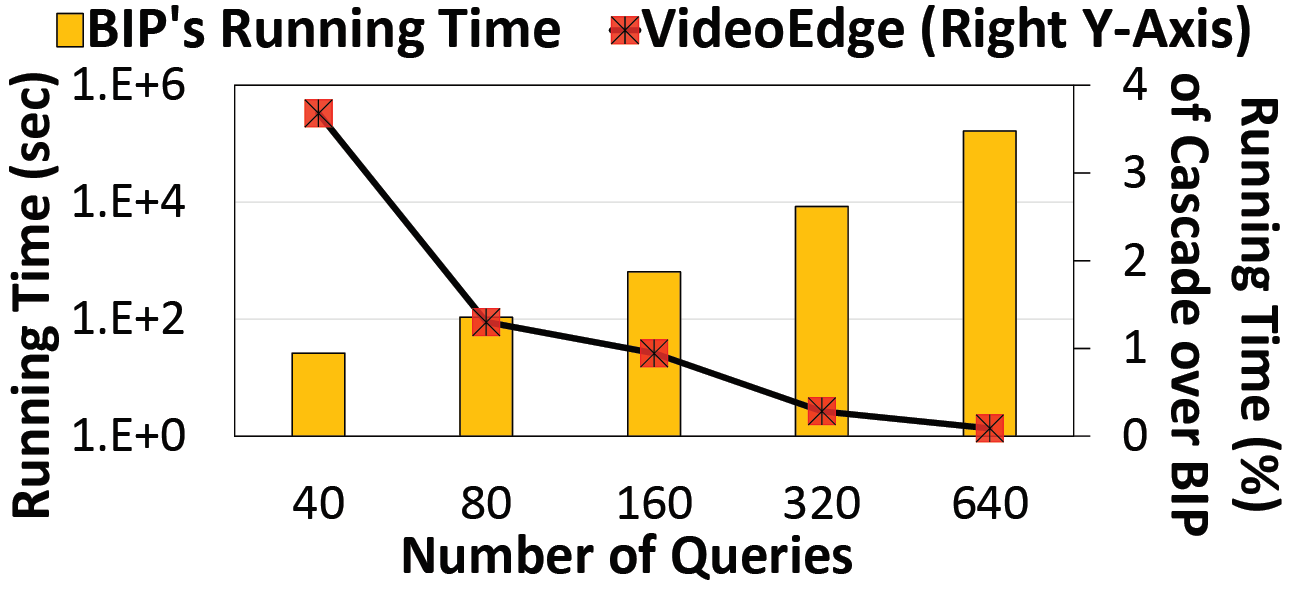 BIP's Running Time
VideoEdge (Right Y-Axis)
Running Time (sec)
1.E+6
1.E+4
1.E+2
1.E+0
4
3
2
1
0
Running Time (%)
of Cascade over BIP
40 80 160 320 640
Number of Queries